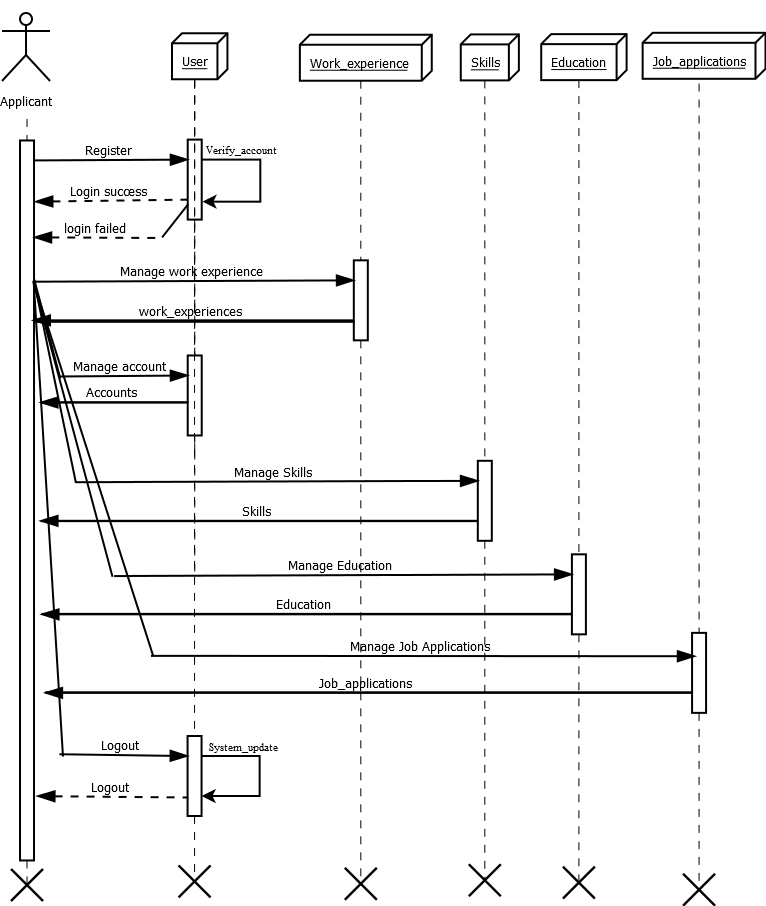 User
Work_experience
Skills
Education
Job_applications
Applicant
Register
Verify_account
Login success
login failed
Manage work experience
work_experiences
Manage account
Accounts
Manage Skills
Skills
Manage Education
Education
Manage Job Applications
Job_applications
Logout
System_update
Logout